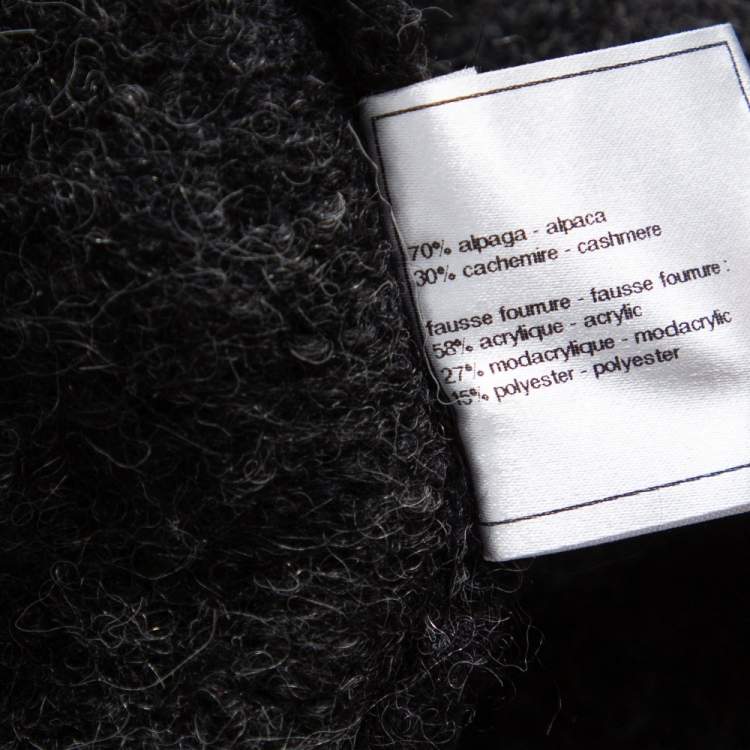 70% alpaga - alpaca
30% cachemire - cashmere
fausse fourrure - fausse fourrure :
58% acrylique - acrylic
27% modacrylique - modacrylic
15% polyester - polyester